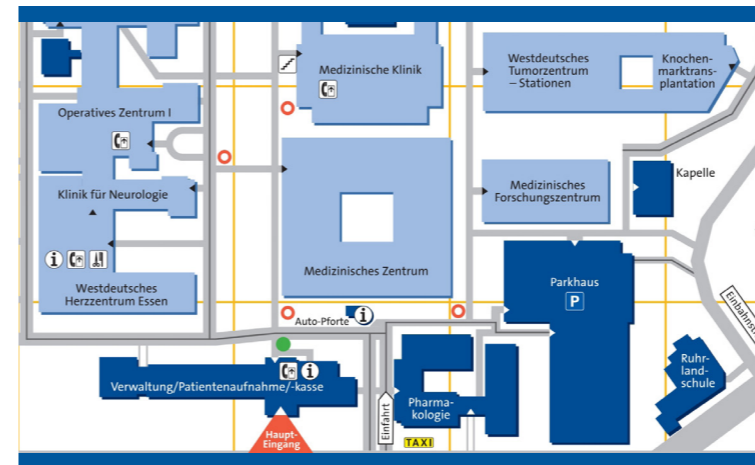 Medizinische Klinik
Westdeutsches
Tumorzentrum
– Stationen
Knochen-
marktrans-
plantation
Operatives Zentrum I
Klinik für Neurologie
Medizinisches
Forschungszentrum
Kapelle
i
Westdeutsches
Herzzentrum Essen
Medizinisches Zentrum
Parkhaus
P
Auto-Pforte
i
Ruhr-
land-
schule
Verwaltung/Patientenaufnahme/-kasse
i
Pharma-
kologie
Einfahrt
Haupt-
Eingang
TAXI